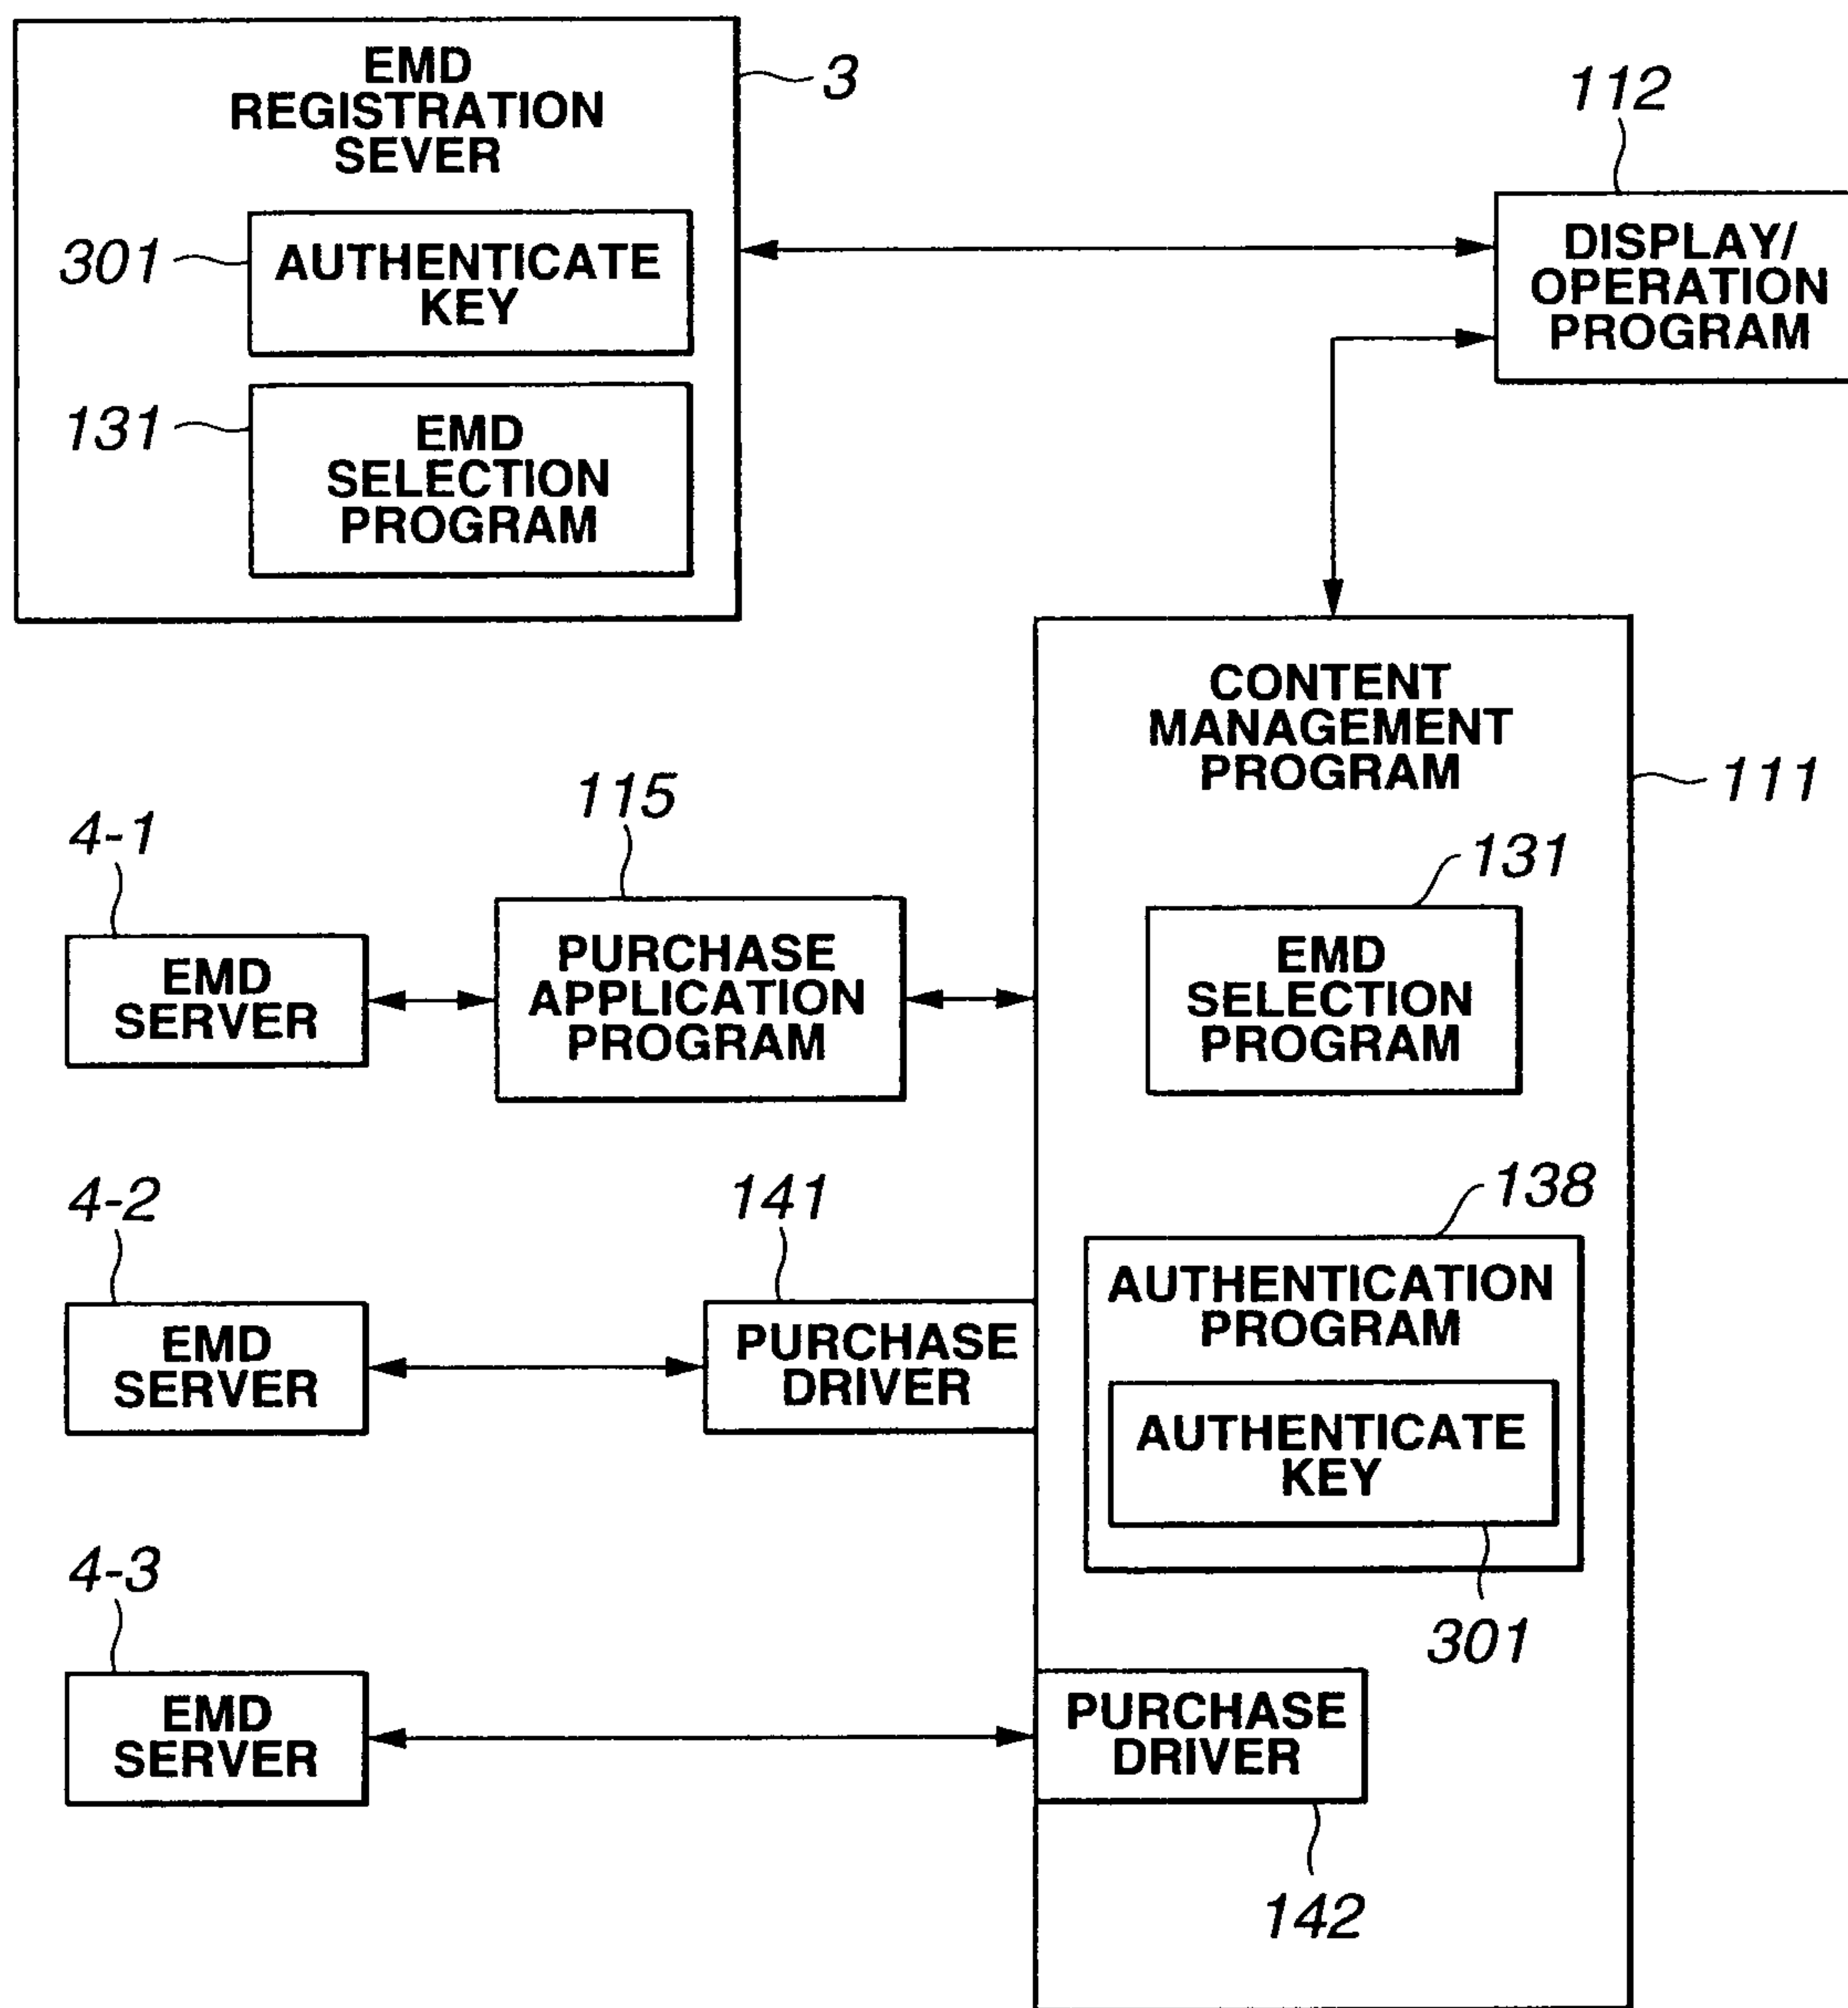 EMD
REGISTRATION
SEVER
3
301
AUTHENTICATE
KEY
131
EMD
SELECTION
PROGRAM
112
DISPLAY/
OPERATION
PROGRAM
CONTENT
MANAGEMENT
PROGRAM
111
131
EMD
SELECTION
PROGRAM
138
AUTHENTICATION
PROGRAM
AUTHENTICATE
KEY
301
4-1
EMD
SERVER
115
PURCHASE
APPLICATION
PROGRAM
4-2
EMD
SERVER
141
PURCHASE
DRIVER
4-3
EMD
SERVER
PURCHASE
DRIVER
142